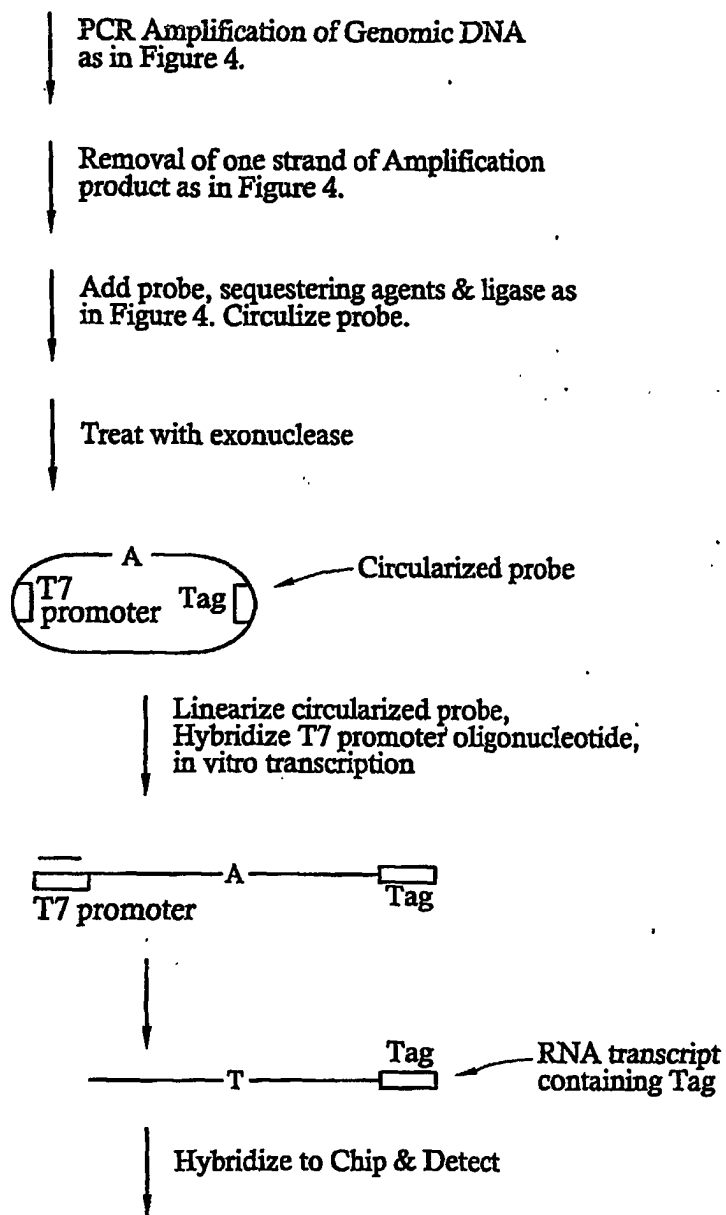 PCR Amplification of Genomic DNA
as in Figure 4.
Removal of one strand of Amplification
product as in Figure 4.
Add probe, sequestering agents & ligase as
in Figure 4. Circulize probe.
Treat with exonuclease
A
T7
promoter
Tag
Circularized probe
Linearize circularized probe,
Hybridize T7 promoter oligonucleotide,
in vitro transcription
A
T7 promoter
Tag
T
Tag
RNA transcript
containing Tag
Hybridize to Chip & Detect